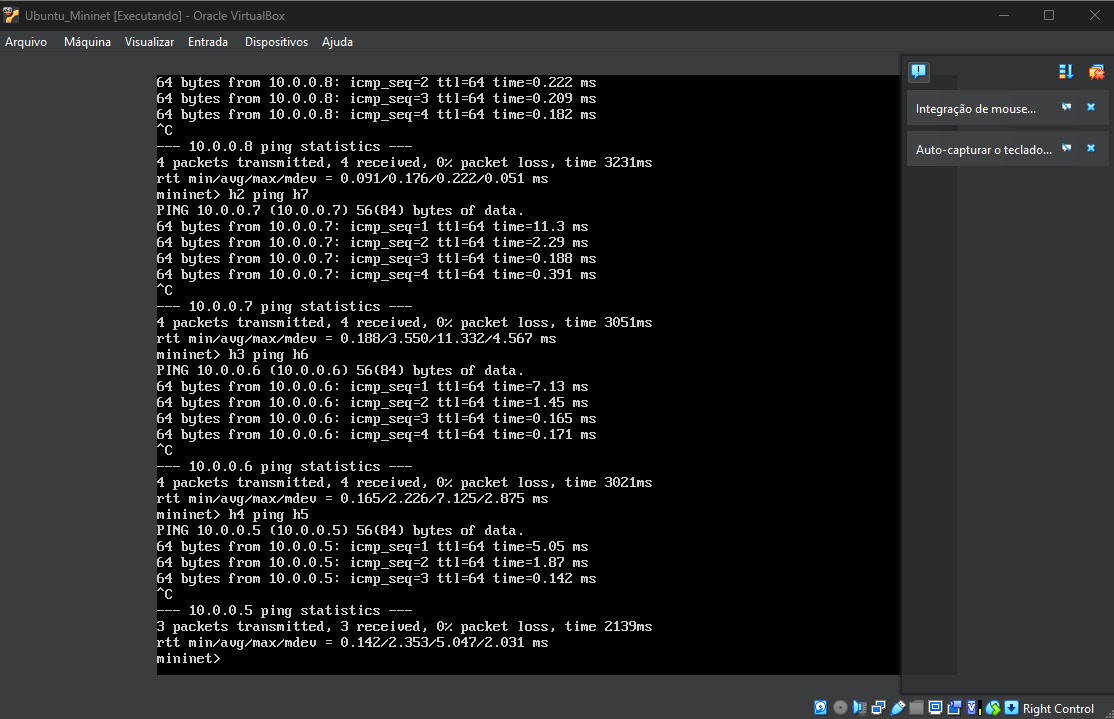 Ubuntu_Mininet [Executando] - Oracle VirtualBox
Arquivo Máquina Visualizar Entrada Dispositivos Ajuda
64 bytes from 10.0.0.8: icmp_seq=2 ttl=64 time=0.222 ms
64 bytes from 10.0.0.8: icmp_seq=3 ttl=64 time=0.209 ms
64 bytes from 10.0.0.8: icmp_seq=4 ttl=64 time=0.182 ms
^C
--- 10.0.0.8 ping statistics ---
4 packets transmitted, 4 received, 0% packet loss, time 3231ms
rtt min/avg/max/mdev = 0.091/0.176/0.222/0.051 ms
mininet> h2 ping h7
PING 10.0.0.7 (10.0.0.7) 56(84) bytes of data.
64 bytes from 10.0.0.7: icmp_seq=1 ttl=64 time=11.3 ms
64 bytes from 10.0.0.7: icmp_seq=2 ttl=64 time=2.29 ms
64 bytes from 10.0.0.7: icmp_seq=3 ttl=64 time=0.188 ms
64 bytes from 10.0.0.7: icmp_seq=4 ttl=64 time=0.391 ms
^C
--- 10.0.0.7 ping statistics ---
4 packets transmitted, 4 received, 0% packet loss, time 3051ms
rtt min/avg/max/mdev = 0.188/3.550/11.332/4.567 ms
mininet> h3 ping h6
PING 10.0.0.6 (10.0.0.6) 56(84) bytes of data.
64 bytes from 10.0.0.6: icmp_seq=1 ttl=64 time=7.13 ms
64 bytes from 10.0.0.6: icmp_seq=2 ttl=64 time=1.45 ms
64 bytes from 10.0.0.6: icmp_seq=3 ttl=64 time=0.165 ms
64 bytes from 10.0.0.6: icmp_seq=4 ttl=64 time=0.171 ms
^C
--- 10.0.0.6 ping statistics ---
4 packets transmitted, 4 received, 0% packet loss, time 3021ms
rtt min/avg/max/mdev = 0.165/2.226/7.125/2.875 ms
mininet> h4 ping h5
PING 10.0.0.5 (10.0.0.5) 56(84) bytes of data.
64 bytes from 10.0.0.5: icmp_seq=1 ttl=64 time=5.05 ms
64 bytes from 10.0.0.5: icmp_seq=2 ttl=64 time=1.87 ms
64 bytes from 10.0.0.5: icmp_seq=3 ttl=64 time=0.142 ms
^C
--- 10.0.0.5 ping statistics ---
3 packets transmitted, 3 received, 0% packet loss, time 2139ms
rtt min/avg/max/mdev = 0.142/2.353/5.047/2.031 ms
mininet>
Integração de mouse...
Auto-capturar o teclado...
Right Control